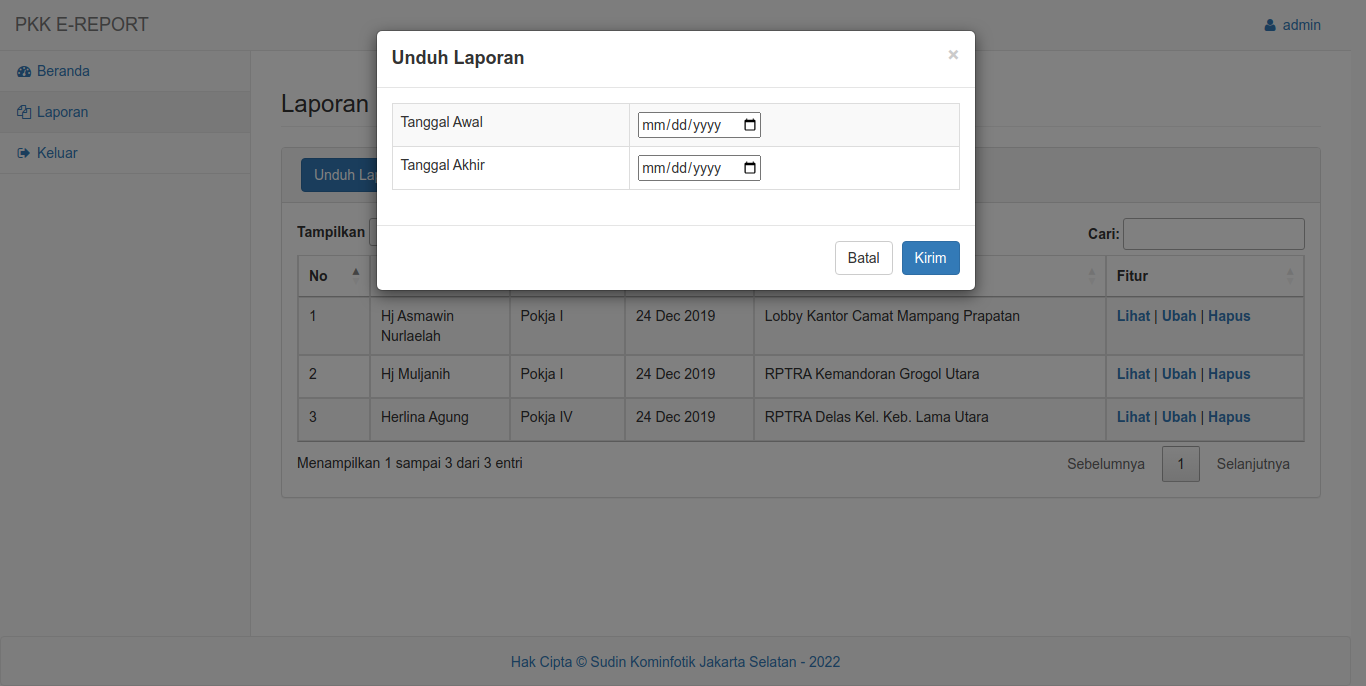 PKK E-REPORT
admin
Beranda
Laporan
Keluar
Laporan
Unduh Laporan
×
Tanggal Awal
mm/dd/yyyy
Tanggal Akhir
mm/dd/yyyy
Batal
Kirim
Unduh
Tampilkan
Cari:
No
Fitur
1
Hj Asmawin
Nurlaelah
Pokja I
24 Dec 2019
Lobby Kantor Camat Mampang Prapatan
Lihat | Ubah | Hapus
2
Hj Muljanih
Pokja I
24 Dec 2019
RPTRA Kemandoran Grogol Utara
Lihat | Ubah | Hapus
3
Herlina Agung
Pokja IV
24 Dec 2019
RPTRA Delas Kel. Keb. Lama Utara
Lihat | Ubah | Hapus
Menampilkan 1 sampai 3 dari 3 entri
Sebelumnya
1
Selanjutnya
Hak Cipta © Sudin Kominfotik Jakarta Selatan - 2022